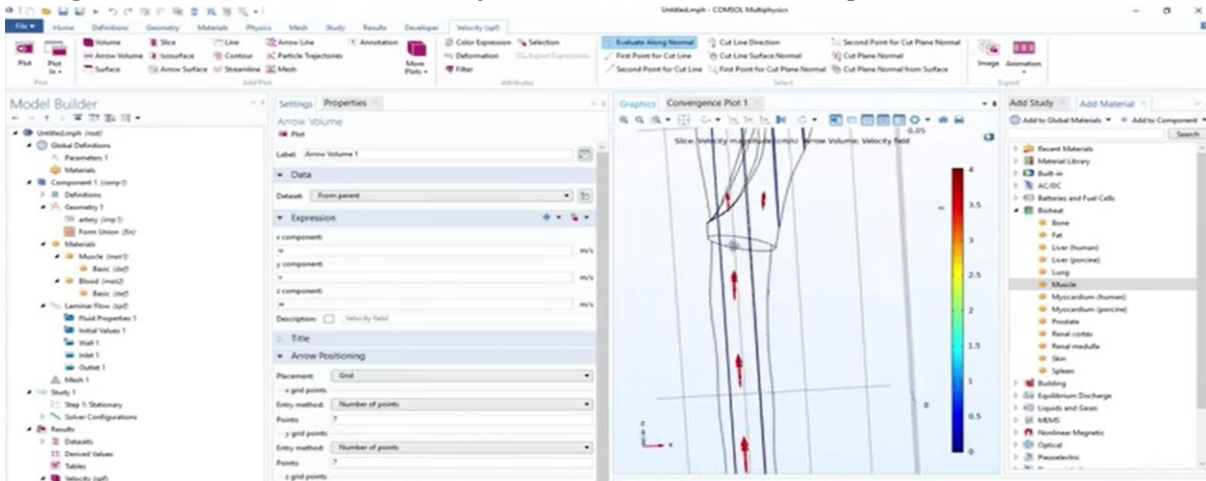 Untitled.mph - COMSOL Multiphysics
File Home Definitions Geometry Materials Physics Mesh Study Results Developer Velocity (spf)
Volume Slice Line Arrow Line Annotation Color Expression Selection Evaluate Along Normal Cut Line Direction Second Point for Cut Plane Normal
Plot Plot In Arrow Volume Isosurface Contour Particle Trajectories More Plots Deformation Export Expressions First Point for Cut Line Cut Line Surface Normal Cut Plane Normal Image Animation
Surface Arrow Surface Streamline Mesh Filter Second Point for Cut Line First Point for Cut Plane Normal Cut Plane Normal from Surface
Plot Add Plot Attributes Select Export
Model Builder
Untitled.mph (root)
Global Definitions
Parameters 1
Materials
Component 1 (comp1)
Definitions
Geometry 1
artery (imp1)
Form Union (fin)
Materials
Muscle (mat1)
Basic (def)
Blood (mat2)
Basic (def)
Laminar Flow (spf)
Fluid Properties 1
Initial Values 1
Wall 1
Inlet 1
Outlet 1
Mesh 1
Study 1
Step 1: Stationary
Solver Configurations
Results
Datasets
Derived Values
Tables
Velocity (spf)
Settings Properties
Arrow Volume
Plot
Label: Arrow Volume 1
Data
Dataset: From parent
Expression
x component:
u m/s
y component:
v m/s
z component:
w m/s
Description: Velocity field
Title
Arrow Positioning
Placement: Grid
x grid points
Entry method: Number of points
Points: 7
y grid points
Entry method: Number of points
Points: 7
z grid points
Graphics Convergence Plot 1
0.05
Slice: Velocity magnitude (cm/s) Arrow Volume: Velocity field
4
3.5
3
2.5
2
1.5
1
0.5
0
0
z
x
Add Study Add Material
Add to Global Materials Add to Component
Search
Recent Materials
Material Library
Built-in
AC/DC
Batteries and Fuel Cells
Bioheat
Bone
Fat
Liver (human)
Liver (porcine)
Lung
Muscle
Myocardium (human)
Myocardium (porcine)
Prostate
Renal cortex
Renal medulla
Skin
Spleen
Building
Equilibrium Discharge
Liquids and Gases
MEMS
Nonlinear Magnetic
Optical
Piezoelectric